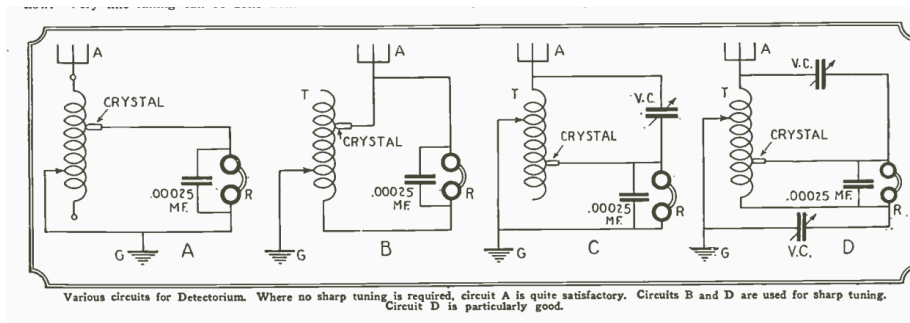 A
CRYSTAL
.00025
MF.
R
G
A
A
T
CRYSTAL
.00025
MF.
R
G
B
A
T
V.C.
CRYSTAL
.00025
MF.
R
G
C
A
V.C.
T
CRYSTAL
.00025 MF.
R
G
V.C.
D
Various circuits for Detectorium. Where no sharp tuning is required, circuit A is quite satisfactory. Circuits B and D are used for sharp tuning.
Circuit D is particularly good.